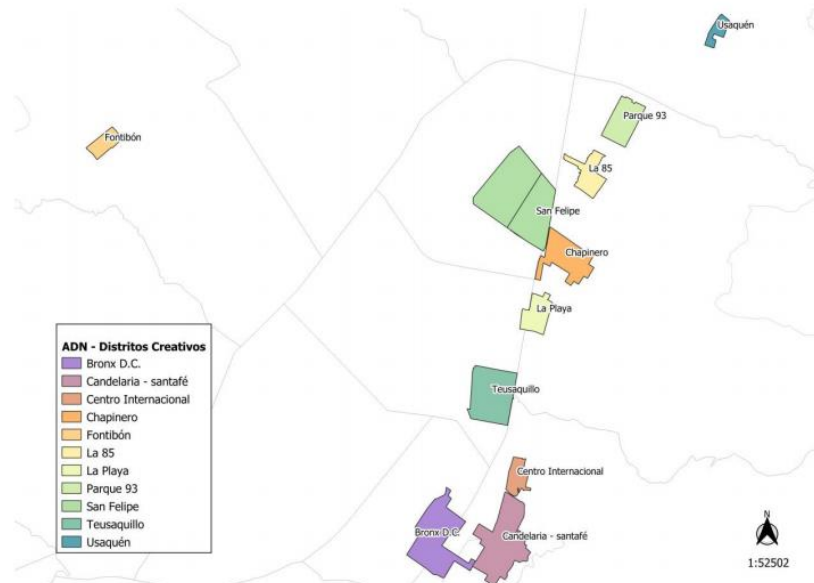 Usaquén
Parque 93
Fontibón
La 85
San Felipe
Chapinero
La Playa
Teusaquillo
Centro Internacional
Bronx D.C.
Candelaria - santafé
ADN - Distritos Creativos
Bronx D.C.
Candelaria - santafé
Centro Internacional
Chapinero
Fontibón
La 85
La Playa
Parque 93
San Felipe
Teusaquillo
Usaquén
N
1:52502